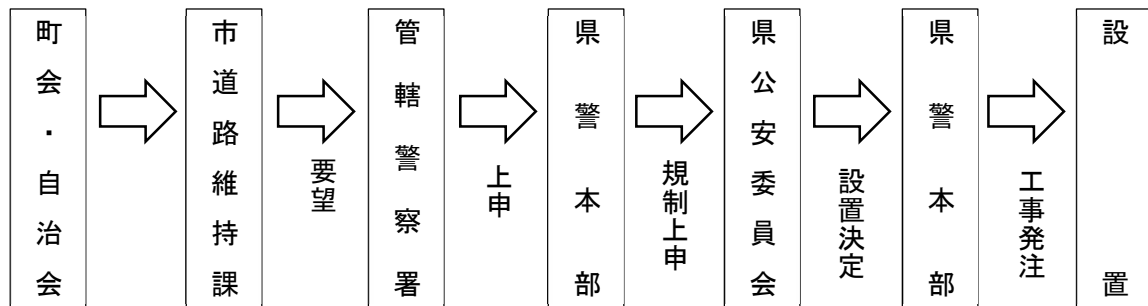 町会・自治会
市道路維持課
要望
管轄警察署
上申
県警本部
規制上申
県公安委員会
設置決定
県警本部
工事発注
設置